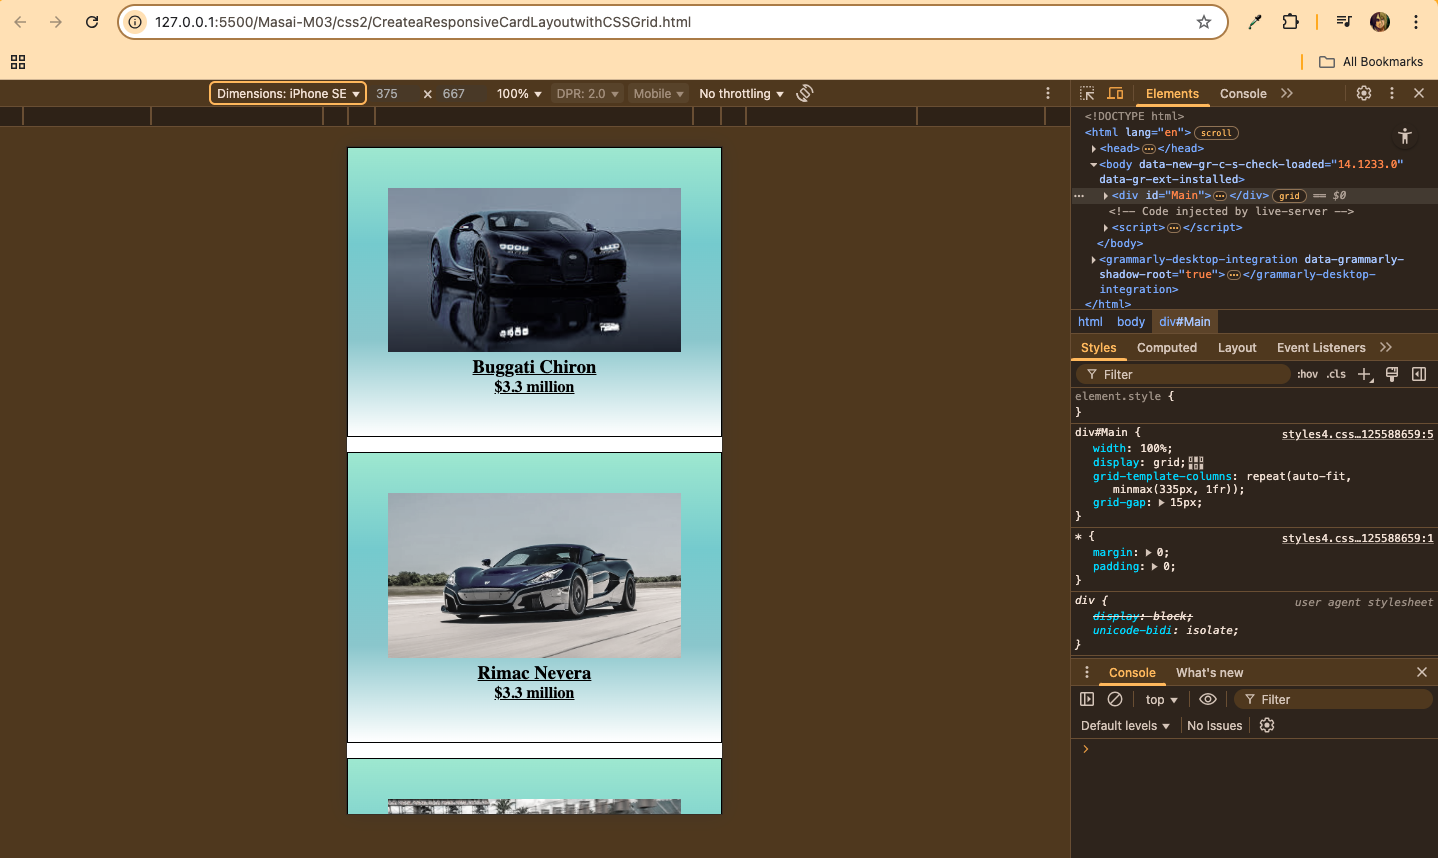 127.0.0.1:5500/Masai-M03/css2/CreateaResponsiveCardLayoutwithCSSGrid.html
All Bookmarks
Dimensions: iPhone SE
375
×
667
100%
DPR: 2.0
Mobile
No throttling
Buggati Chiron
$3.3 million
Rimac Nevera
$3.3 million
Elements
Console
<!DOCTYPE html>
<html lang="en"> scroll
<head> ⋯ </head>
<body data-new-gr-c-s-check-loaded="14.1233.0"
data-gr-ext-installed>
<div id="Main"> ⋯ </div> grid == $0
<!-- Code injected by live-server -->
<script> ⋯ </script>
</body>
<grammarly-desktop-integration data-grammarly-
shadow-root="true"> ⋯ </grammarly-desktop-
integration>
</html>
html body div#Main
Styles Computed Layout Event Listeners
Filter :hov .cls
element.style {
}
div#Main { styles4.css…125588659:5
width: 100%;
display: grid;
grid-template-columns: repeat(auto-fit,
minmax(335px, 1fr));
grid-gap: 15px;
}
* { styles4.css…125588659:1
margin: 0;
padding: 0;
}
div { user agent stylesheet
display: block;
unicode-bidi: isolate;
}
Console What's new
top Filter
Default levels No Issues